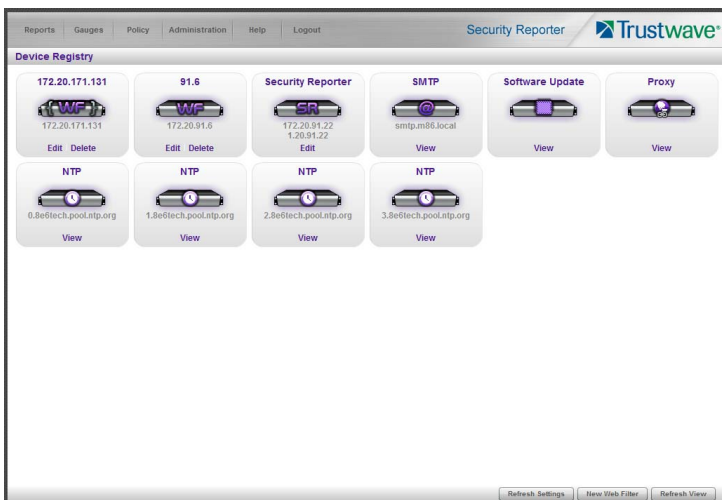 Reports Gauges Policy Administration Help Logout Security Reporter Trustwave®
Device Registry
172.20.171.131 91.6 Security Reporter SMTP Software Update Proxy
{WF} WF SR @
172.20.171.131 172.20.91.6 172.20.91.22 smtp.m86.local
1.20.91.22
Edit Delete Edit Delete Edit View View View
NTP NTP NTP NTP
0.8e6tech.pool.ntp.org 1.8e6tech.pool.ntp.org 2.8e6tech.pool.ntp.org 3.8e6tech.pool.ntp.org
View View View View
Refresh Settings New Web Filter Refresh View